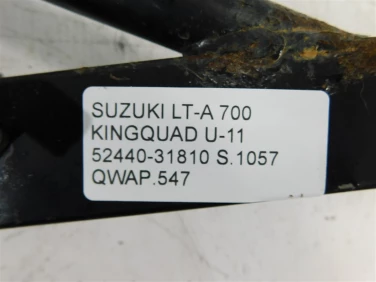 SUZUKI LT-A 700
KINGQUAD U-11
52440-31810 S.1057
QWAP.547